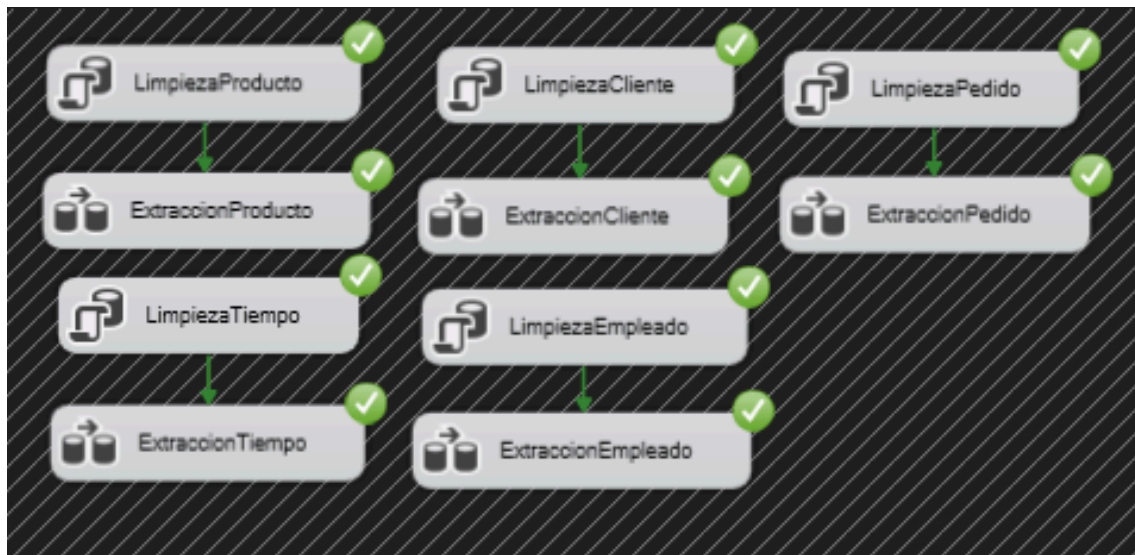 LimpiezaProducto
LimpiezaCliente
LimpiezaPedido
ExtraccionProducto
ExtraccionCliente
ExtraccionPedido
LimpiezaTiempo
LimpiezaEmpleado
ExtraccionTiempo
ExtraccionEmpleado